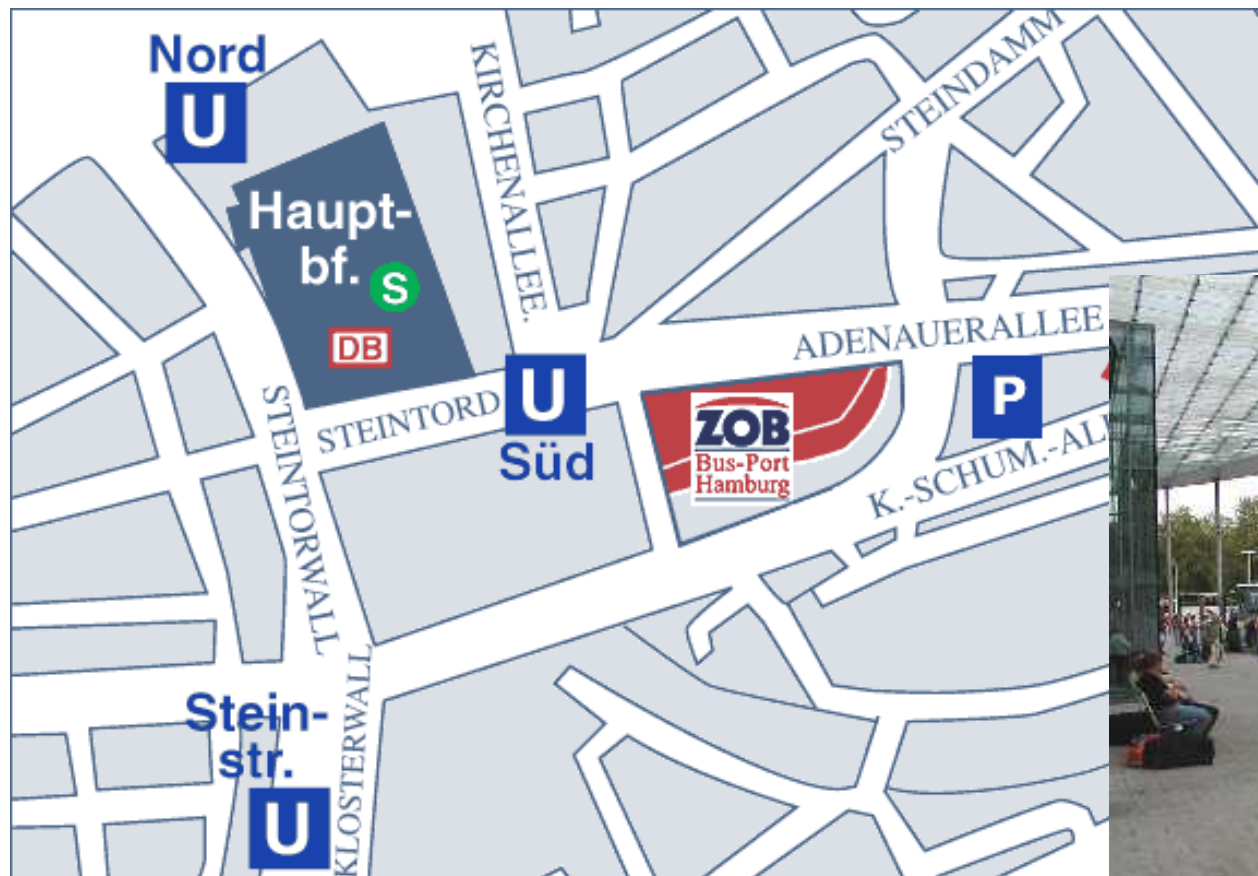 Nord
U
KIRCHENALLEE.
STEINDAMM
Haupt-
bf.
S
DB
ADENAUERALLEE
STEINTORD
U
Süd
P
ZOB
Bus-Port
Hamburg
K.-SCHUM.-AL
STEINTORWALL
Stein-
str.
U
KLOSTERWALL